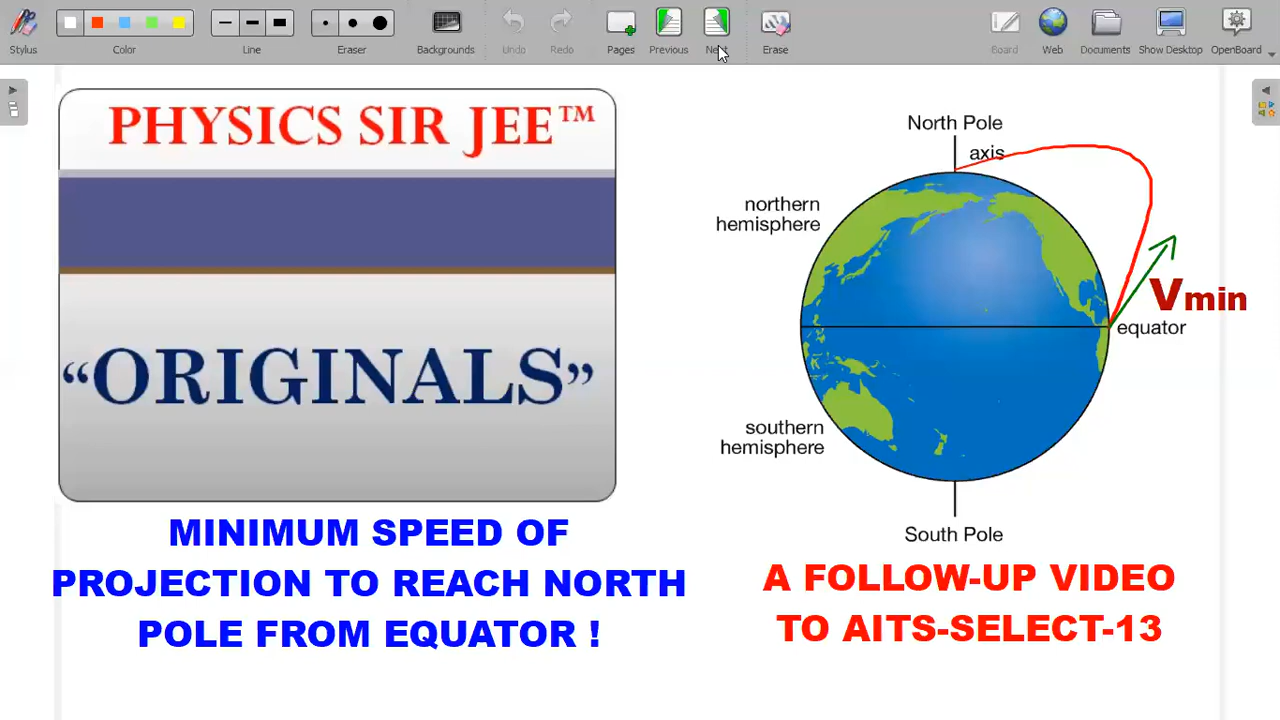 Stylus
Color
Line
Eraser
Backgrounds
Undo
Redo
Pages
Previous
Next
Erase
Board
Web
Documents
Show Desktop
OpenBoard
PHYSICS SIR JEE™
“ORIGINALS”
MINIMUM SPEED OF
PROJECTION TO REACH NORTH
POLE FROM EQUATOR !
North Pole
axis
northern
hemisphere
Vmin
equator
southern
hemisphere
South Pole
A FOLLOW-UP VIDEO
TO AITS-SELECT-13